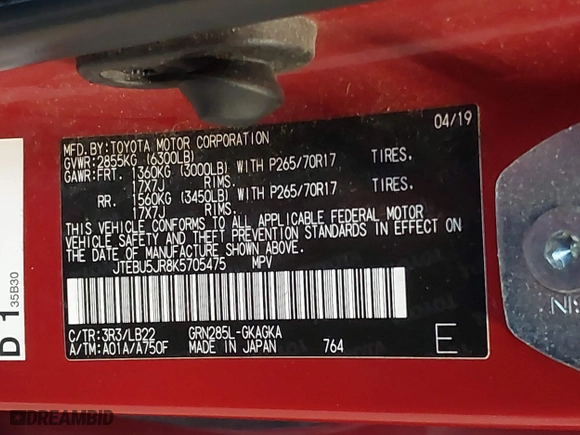 MFD.BY:TOYOTA MOTOR CORPORATION 04/19
GVWR:2855KG (6300LB)
GAWR:FRT. 1360KG (3000LB) WITH P265/70R17 TIRES.
17X7J RIMS.
RR. 1560KG (3450LB) WITH P265/70R17 TIRES.
17X7J RIMS.
THIS VEHICLE CONFORMS TO ALL APPLICABLE FEDERAL MOTOR
VEHICLE SAFETY AND THEFT PREVENTION STANDARDS IN EFFECT ON
THE DATE OF MANUFACTURE SHOWN ABOVE.
JTEBU5JR8K5705475 MPV
C/TR:3R3/LB22 GRN285L-GKAGKA
A/TM:A01A/A750F MADE IN JAPAN 764 E
D 1 35B30
NI
DREAMBID